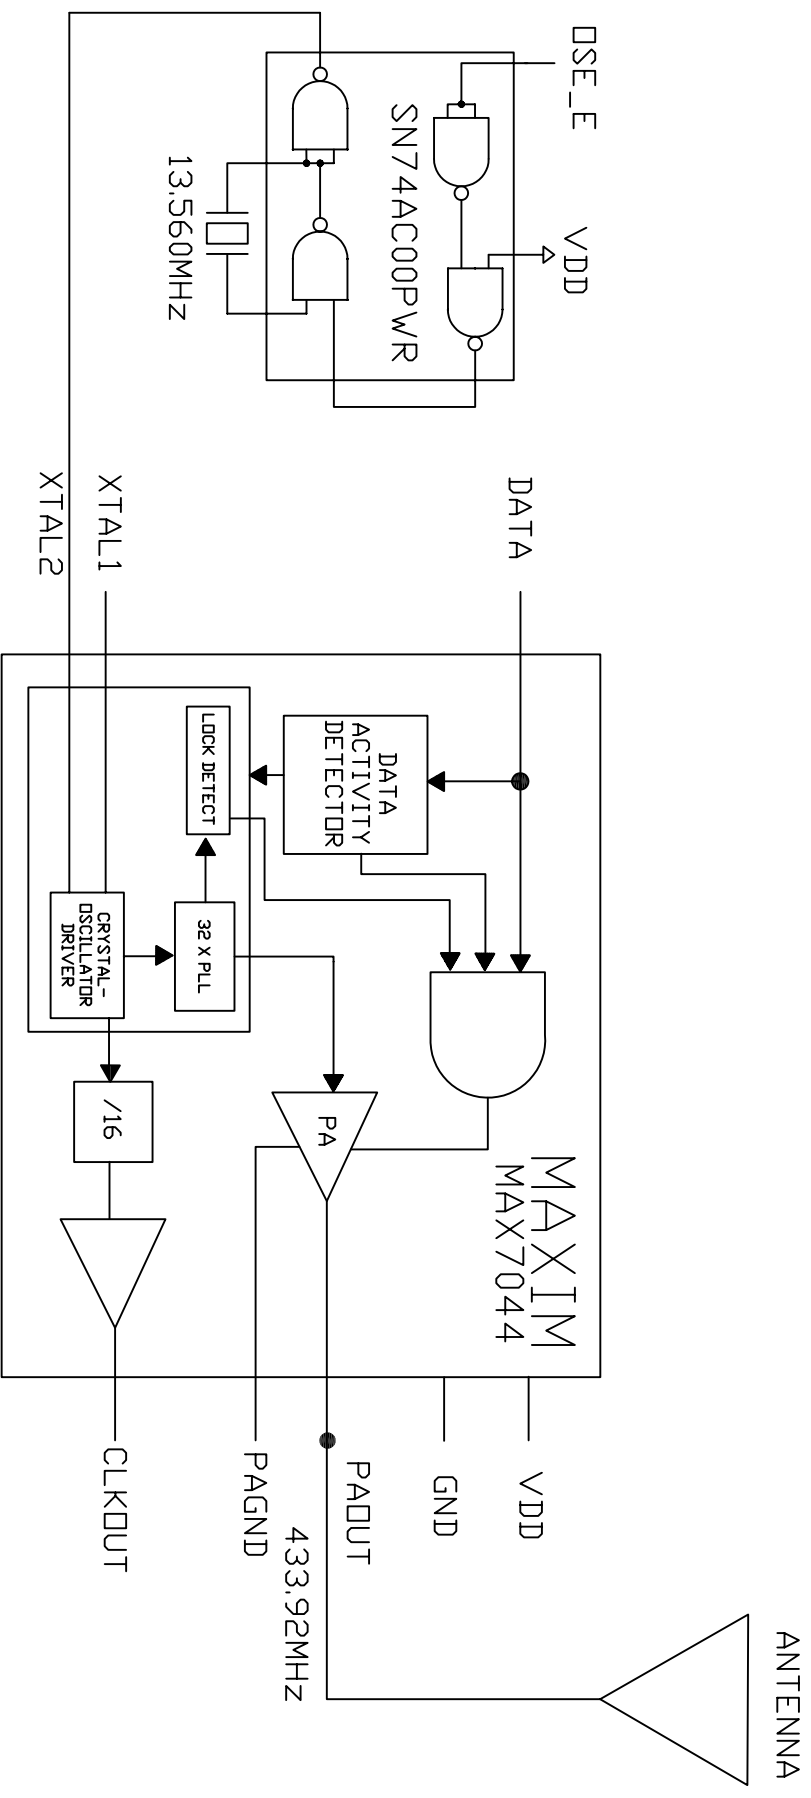 OSE_E
VDD
SN74AC00PWR
13.560MHz
DATA
XTAL1
XTAL2
DATA
ACTIVITY
DETECTOR
LOCK DETECT
32 X PLL
CRYSTAL-
OSCILLATOR
DRIVER
/16
PA
MAXIM
MAX7044
VDD
GND
PAOUT
433.92MHz
PAGND
CLKOUT
ANTENNA